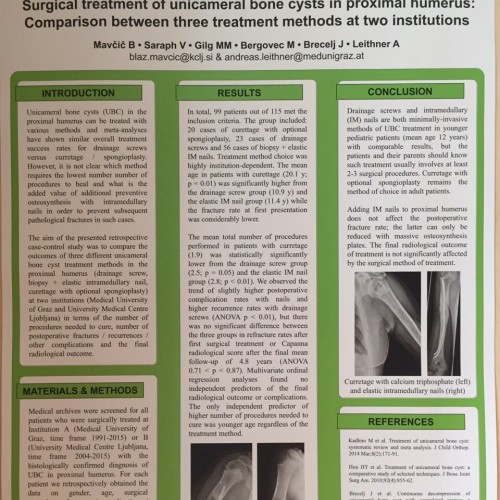 Surgical treatment of unicameral bone cysts in proximal humerus:
Comparison between three treatment methods at two institutions
Mavčič B • Saraph V • Gilg MM • Bergovec M • Brecelj J • Leithner A
blaz.mavcic@kclj.si & andreas.leithner@medunigraz.at
INTRODUCTION
Unicameral bone cysts (UBC) in the
proximal humerus can be treated with
various methods and meta-analyses
have shown similar overall treatment
success rates for drainage screws
versus curettage / spongioplasty.
However, it is not clear which method
requires the lowest number number of
procedures to heal and what is the
added value of additional preventive
osteosynthesis with intramedullary
nails in order to prevent subsequent
pathological fractures in such cases.
The aim of the presented retrospective
case-control study was to compare the
outcomes of three different unicameral
bone cyst treatment methods in the
proximal humerus (drainage screw,
biopsy + elastic intramedullary nail,
curettage with optional spongioplasty)
at two institutions (Medical University
of Graz and University Medical Centre
Ljubljana) in terms of the number of
procedures needed to cure, number of
postoperative fractures / recurrences /
other complications and the final
radiological outcome.
MATERIALS & METHODS
Medical archives were screened for all
patients who were surgically treated at
Institution A (Medical University of
Graz, time frame 1991-2015) or B
(University Medical Centre Ljubljana,
time frame 2004-2015) with the
histologically confirmed diagnosis of
UBC in proximal humerus. For each
patient we retrospectively obtained the
data on gender, age, surgical
RESULTS
In total, 99 patients out of 115 met the
inclusion criteria. The group included:
20 cases of curettage with optional
spongioplasty, 23 cases of drainage
screws and 56 cases of biopsy + elastic
IM nails. Treatment method choice was
highly institution-dependent. The mean
age in patients with curettage (20.1 y;
p = 0.01) was significantly higher from
the drainage screw group (10.9 y) and
the elastic IM nail group (11.4 y) while
the fracture rate at first presentation
was considerably lower.
The mean total number of procedures
performed in patients with curettage
(1.9) was statistically significantly
lower from the drainage screw group
(2.5; p = 0.05) and the elastic IM nail
group (2.8; p < 0.01). We observed the
trend of slightly higher postoperative
complication rates with nails and
higher recurrence rates with drainage
screws (ANOVA p < 0.01), but there
was no significant difference between
the three groups in refracture rates after
first surgical treatment or Capanna
radiological score after the final mean
follow-up of 4.8 years (ANOVA
0.71 < p < 0.87). Multivariate ordinal
regression analyses found no
independent predictors of the final
radiological outcome or complications.
The only independent predictor of
higher number of procedures needed to
cure was younger age regardless of the
treatment method.
CONCLUSION
Drainage screws and intramedullary
(IM) nails are both minimally-invasive
methods of UBC treatment in younger
pediatric patients (mean age 12 years)
with comparable results, but the
patients and their parents should know
such treatment usually involves at least
2-3 surgical procedures. Curettage with
optional spongioplasty remains the
method of choice in adult patients.
Adding IM nails to proximal humerus
does not affect the postoperative
fracture rate; the latter can only be
reduced with massive osteosynthesis
plates. The final radiological outcome
of treatment is not significantly affected
by the surgical method of treatment.
Curettage with calcium triphosphate (left)
and elastic intramedullary nails (right)
REFERENCES
Kadhim M et al. Treatment of unicameral bone cyst:
systematic review and meta analysis. J Child Orthop.
2014 Mar;8(2):171-91.
Hou HY et al. Treatment of unicameral bone cyst: a
comparative study of selected techniques. J Bone Joint
Surg Am. 2010;92(4):855-62.
Brecelj J et al. Continuous decompression of